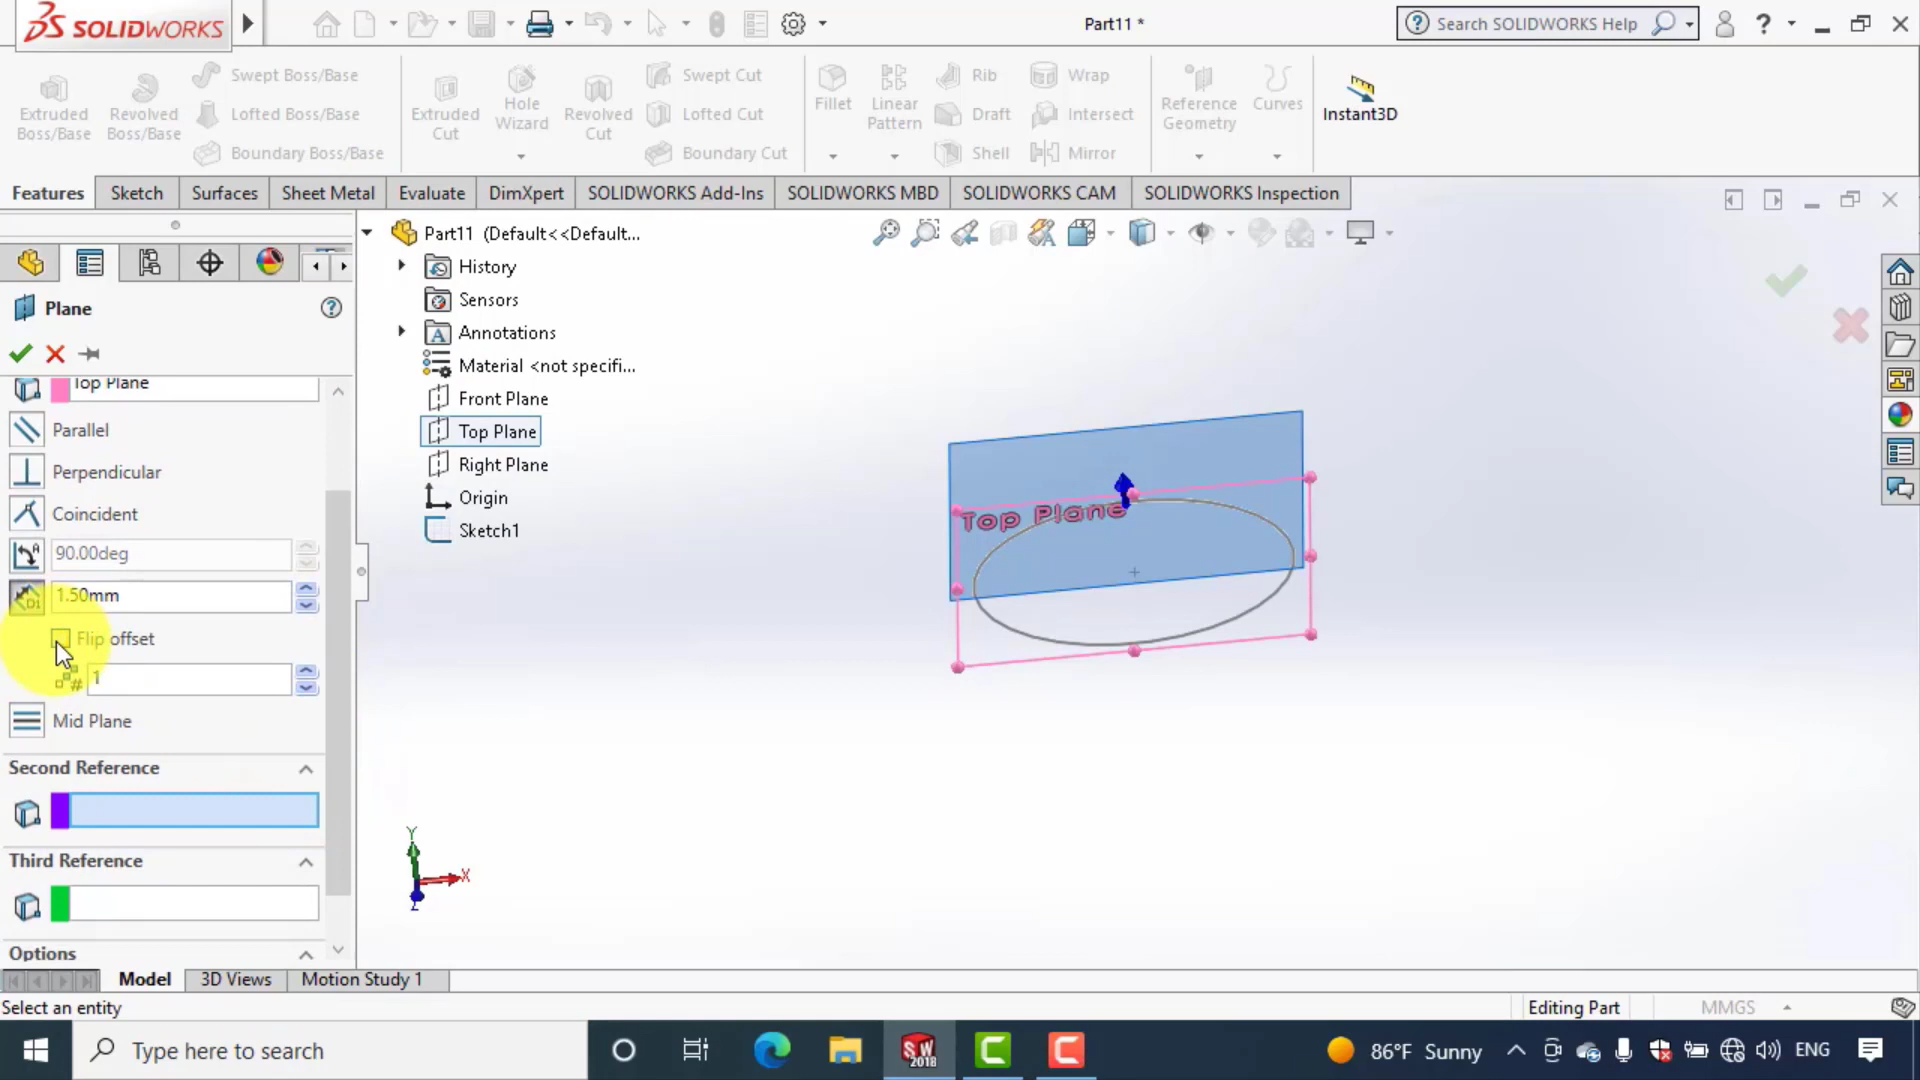 SOLIDWORKS
Part11 *
Search SOLIDWORKS Help
Extruded Boss/Base
Revolved Boss/Base
Swept Boss/Base
Lofted Boss/Base
Boundary Boss/Base
Extruded Cut
Hole Wizard
Revolved Cut
Swept Cut
Lofted Cut
Boundary Cut
Fillet
Linear Pattern
Rib
Draft
Shell
Wrap
Intersect
Mirror
Reference Geometry
Curves
Instant3D
Features
Sketch
Surfaces
Sheet Metal
Evaluate
DimXpert
SOLIDWORKS Add-Ins
SOLIDWORKS MBD
SOLIDWORKS CAM
SOLIDWORKS Inspection
Part11 (Default<<Default...
History
Sensors
Annotations
Material <not specifi...
Front Plane
Top Plane
Right Plane
Origin
Sketch1
Plane
Top Plane
Parallel
Perpendicular
Coincident
90.00deg
1.50mm
Flip offset
1
Mid Plane
Second Reference
Third Reference
Options
Top Plane
Y
X
Z
Model
3D Views
Motion Study 1
Select an entity
Editing Part
MMGS
Type here to search
SW
2018
86°F Sunny
ENG